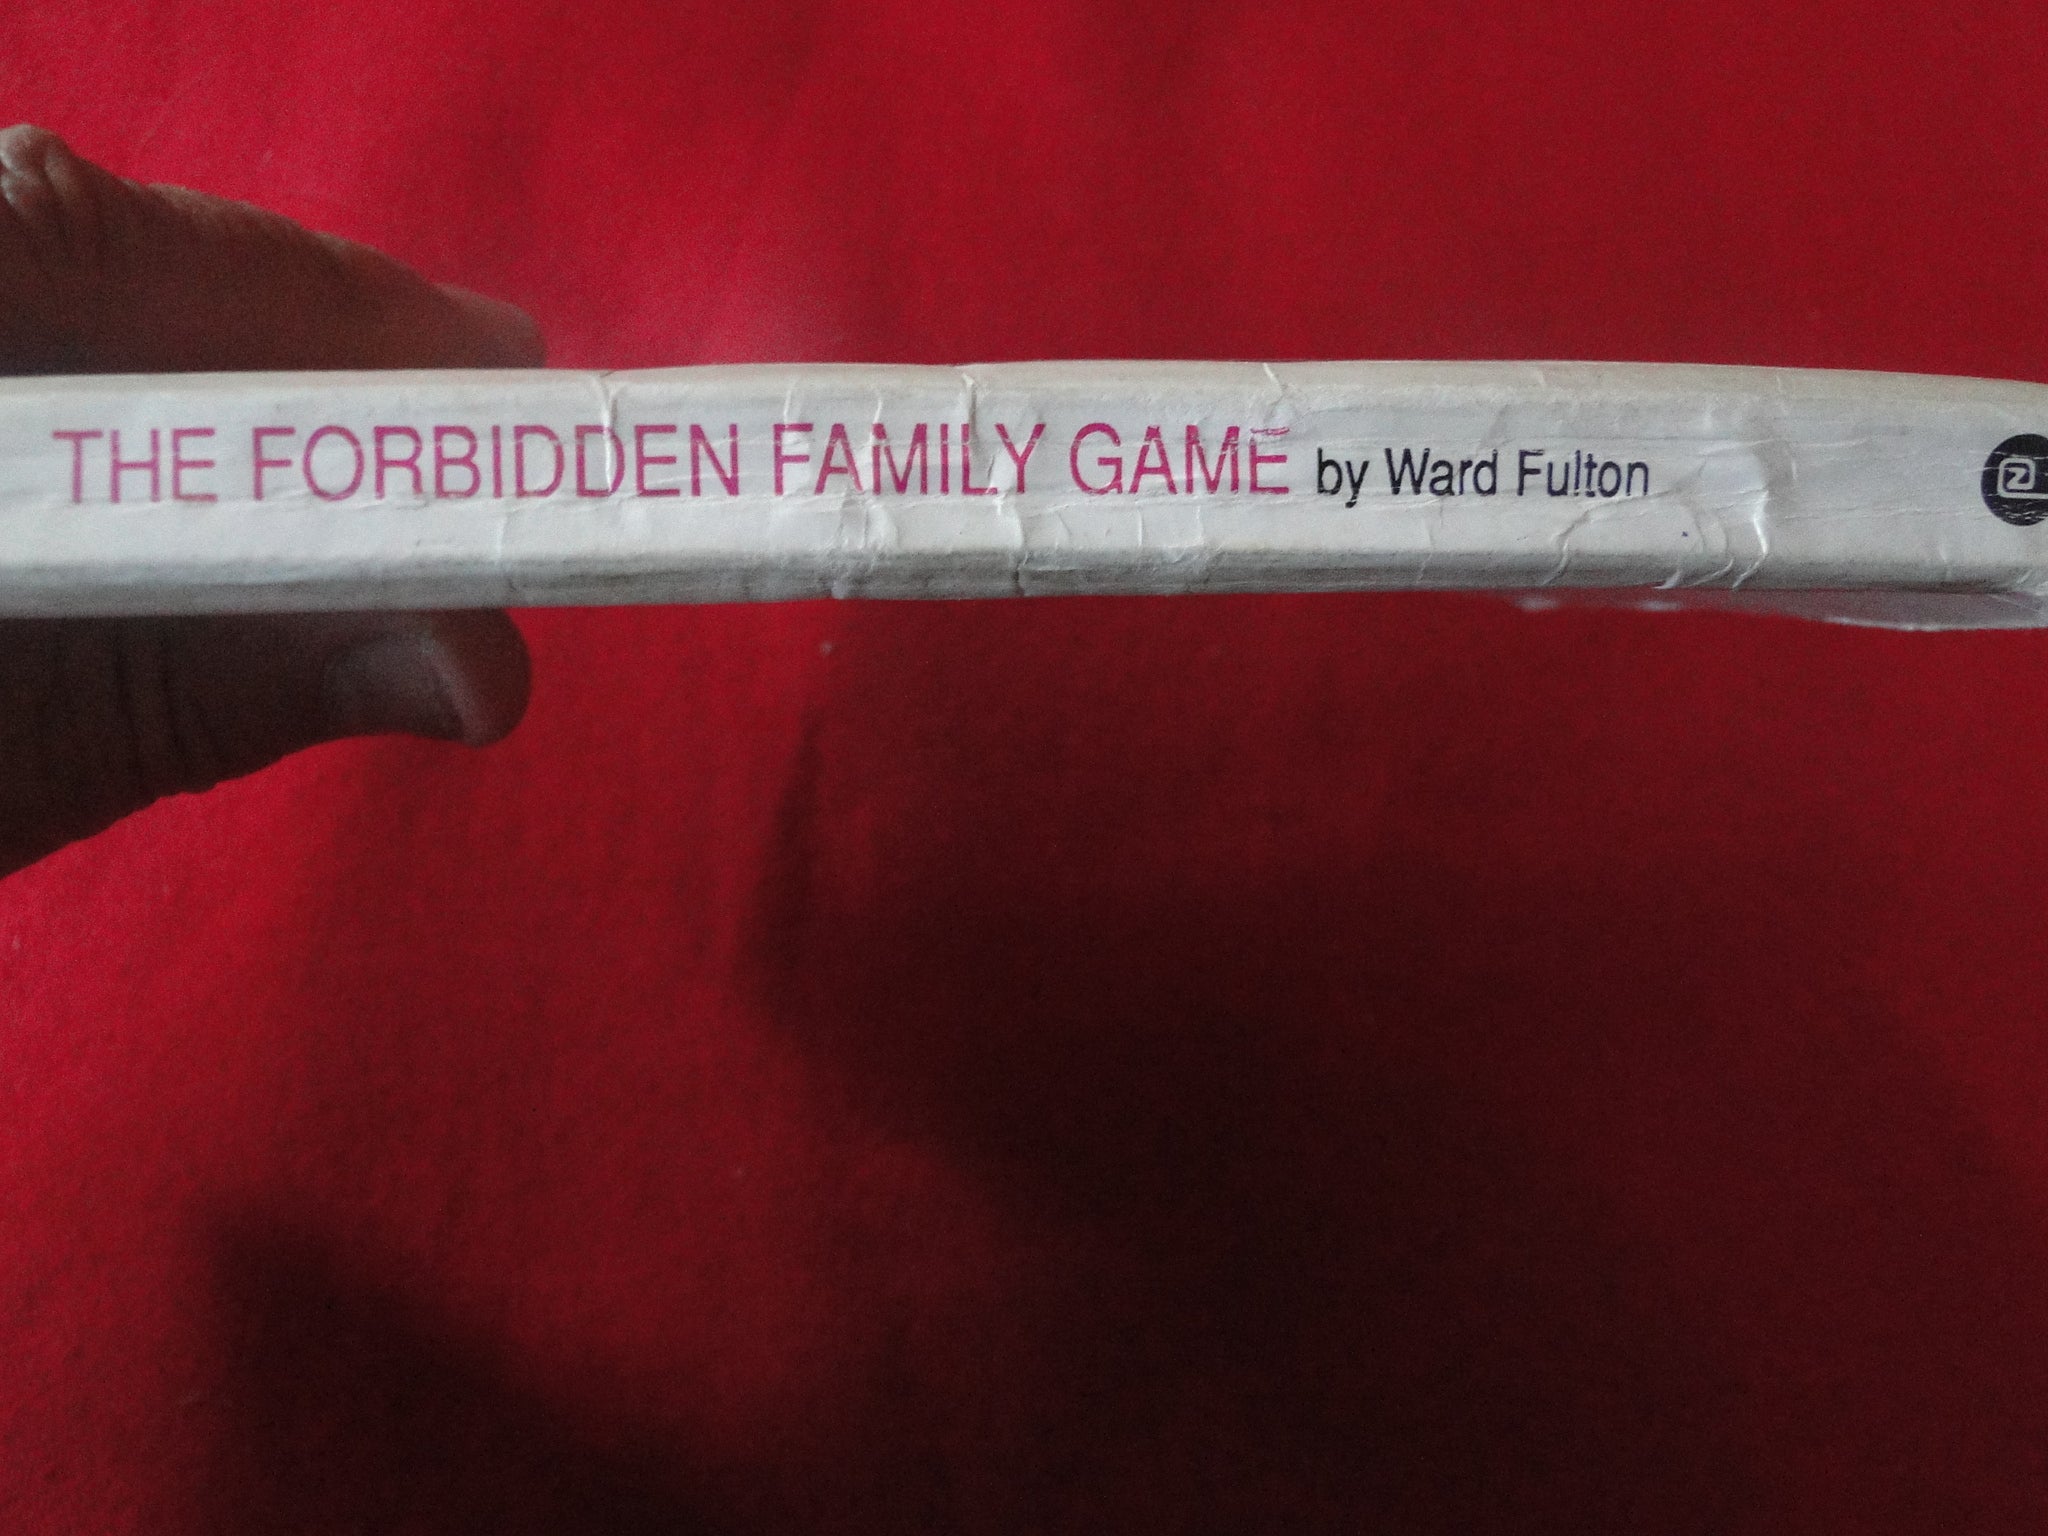 THE FORBIDDEN FAMILY GAME by Ward Fulton